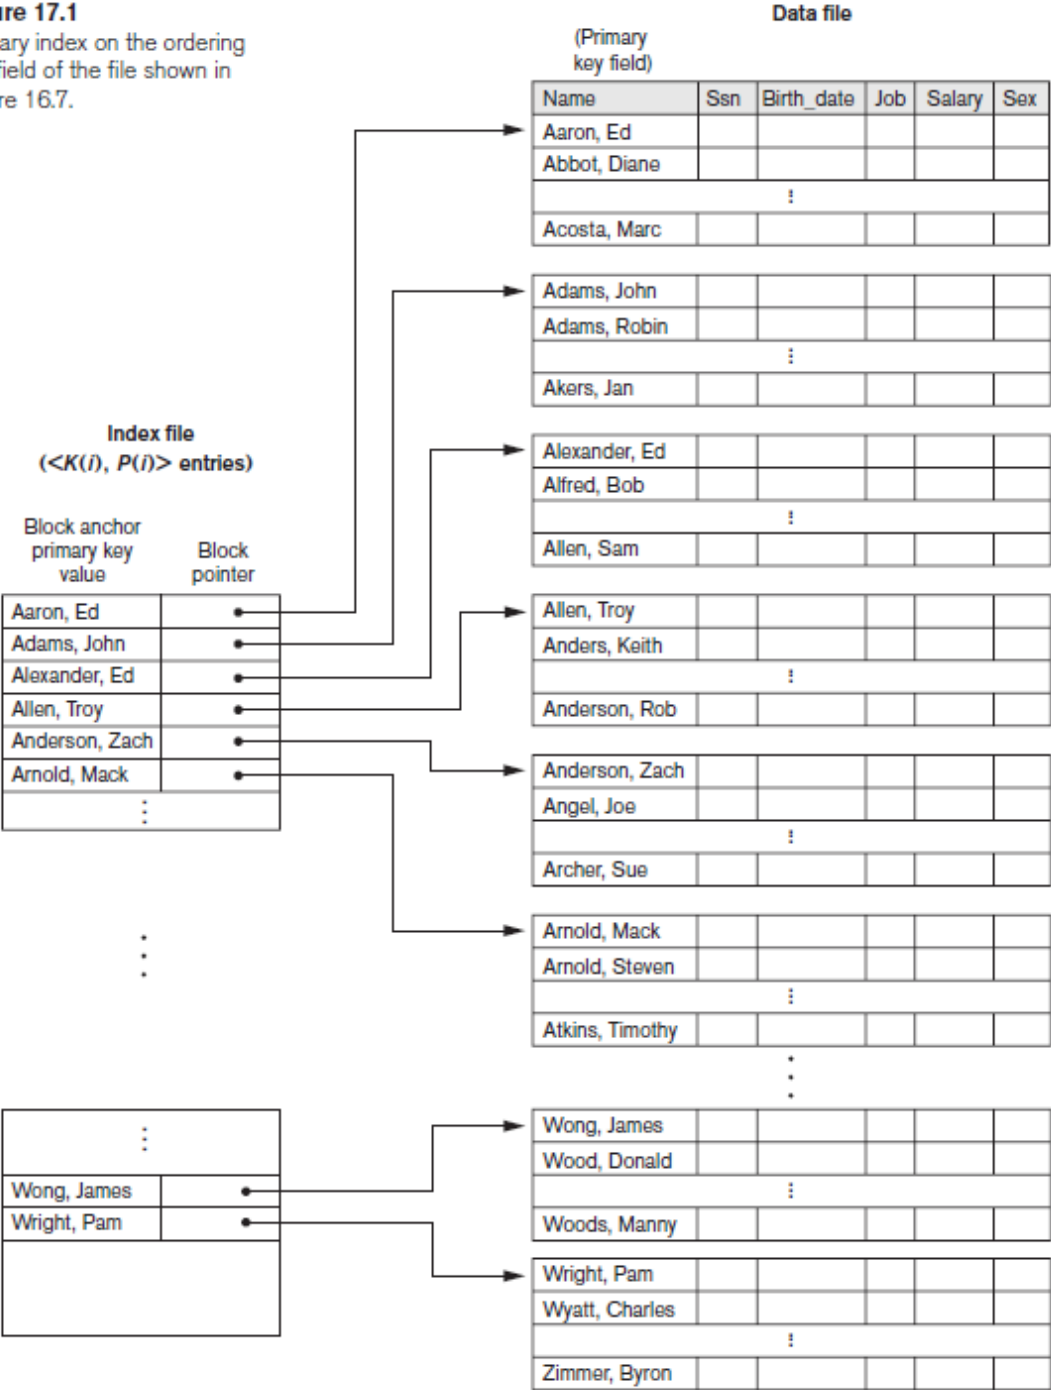 ure 17.1
ary index on the ordering
field of the file shown in
re 16.7.
Data file
(Primary
key field)
Name Ssn Birth_date Job Salary Sex
Aaron, Ed
Abbot, Diane
Acosta, Marc
Adams, John
Adams, Robin
Akers, Jan
Alexander, Ed
Alfred, Bob
Allen, Sam
Allen, Troy
Anders, Keith
Anderson, Rob
Anderson, Zach
Angel, Joe
Archer, Sue
Arnold, Mack
Arnold, Steven
Atkins, Timothy
Wong, James
Wood, Donald
Woods, Manny
Wright, Pam
Wyatt, Charles
Zimmer, Byron
Index file
(<K(i), P(i)> entries)
Block anchor
primary key
value
Block
pointer
Aaron, Ed
Adams, John
Alexander, Ed
Allen, Troy
Anderson, Zach
Arnold, Mack
Wong, James
Wright, Pam